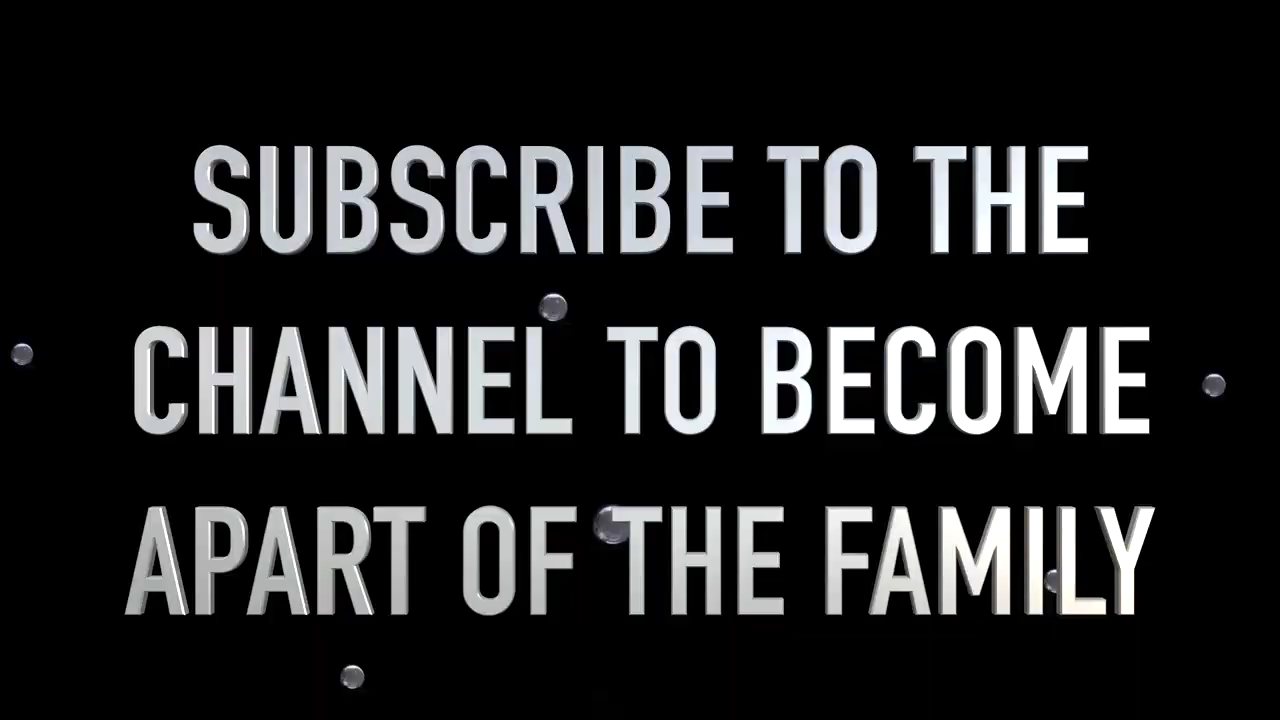 SUBSCRIBE TO THE
CHANNEL TO BECOME
APART OF THE FAMILY